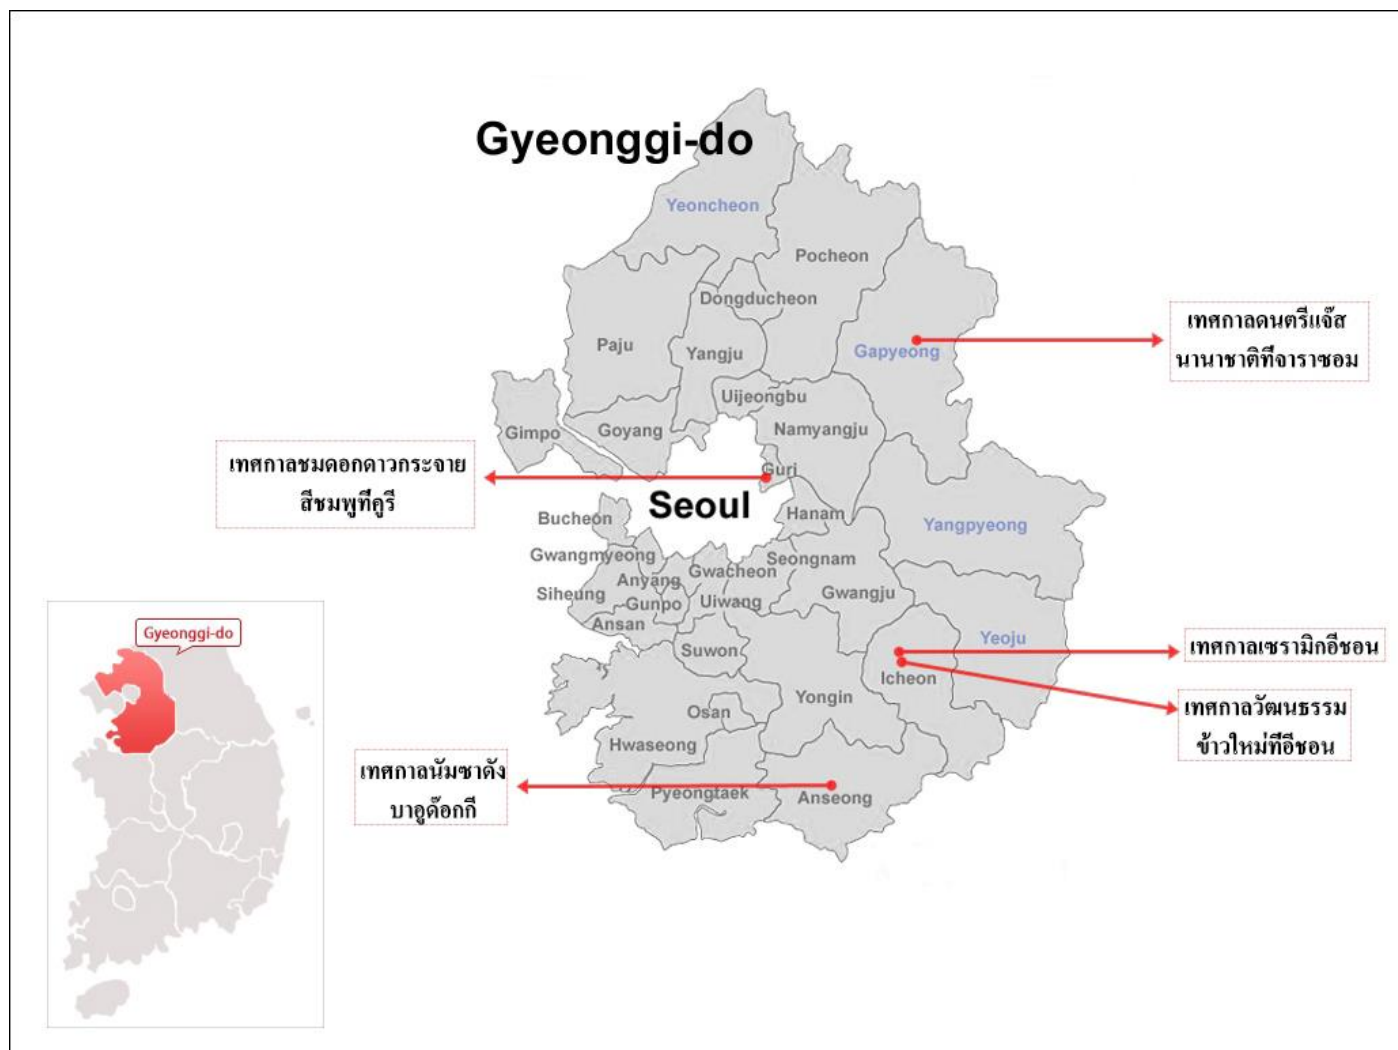 Gyeonggi-do
Yeoncheon
Pocheon
Dongducheon
เทศกาลดนตรีแจ๊ส
นานาชาติที่จาราซอม
Paju
Yangju
Gapyeong
Uijeongbu
Gimpo
Goyang
Namyangju
เทศกาลชมดอกดาวกระจาย
สีชมพูที่คูรี
Guri
Seoul
Hanam
Bucheon
Yangpyeong
Gwangmyeong
Seongnam
Gwacheon
Anyang
Siheung
Gunpo
Uiwang
Gwangju
Ansan
Gyeonggi-do
Suwon
Yeoju
เทศกาลเซรามิกอีชอน
Icheon
Yongin
Osan
เทศกาลวัฒนธรรม
ข้าวใหม่ที่อีชอน
Hwaseong
เทศกาลนัมซาดัง
บาอูด๊อกกี
Pyeongtaek
Anseong